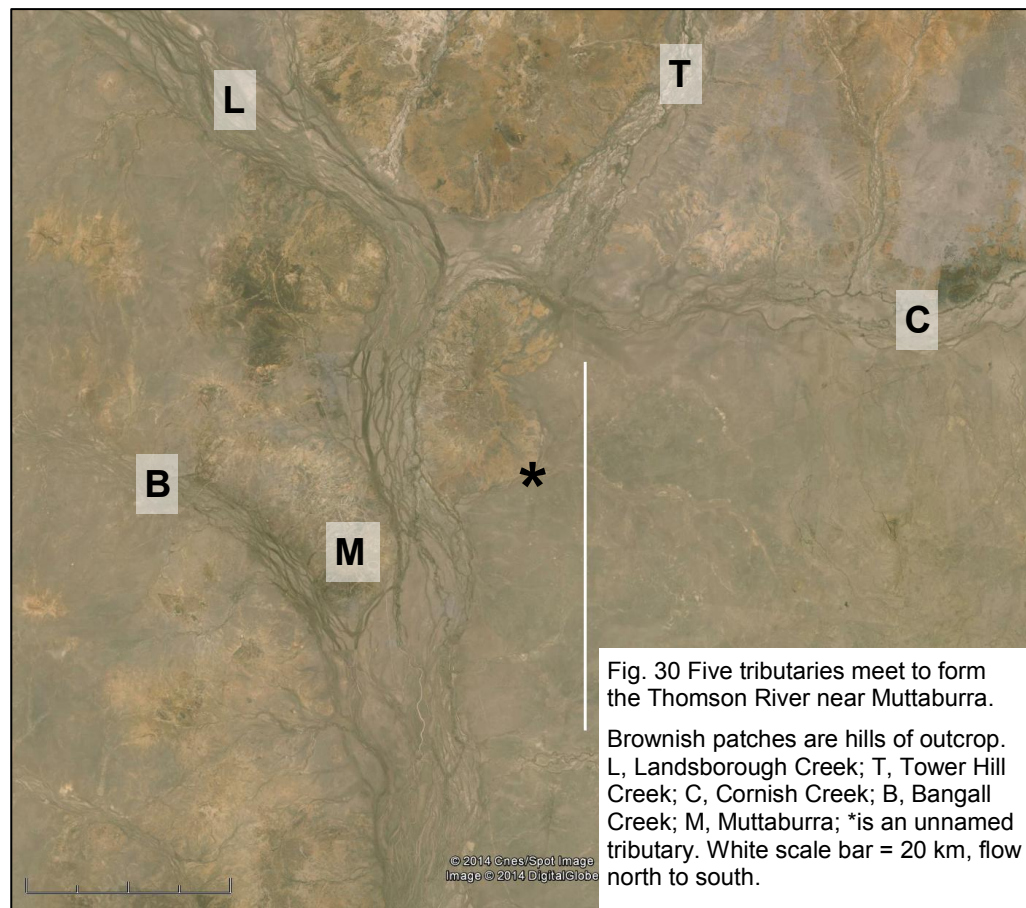 L
T
C
B
*
M
© 2014 Cnes/Spot Image
Image © 2014 DigitalGlobe
Fig. 30 Five tributaries meet to form
the Thomson River near Muttaburra.
Brownish patches are hills of outcrop.
L, Landsborough Creek; T, Tower Hill
Creek; C, Cornish Creek; B, Bangall
Creek; M, Muttaburra; *is an unnamed
tributary. White scale bar = 20 km, flow
north to south.